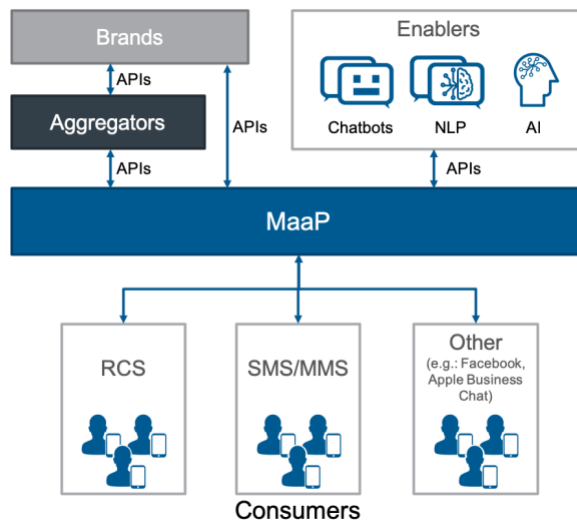 Brands
Enablers
APIs
Aggregators
APIs
Chatbots
NLP
AI
APIs
APIs
MaaP
RCS
SMS/MMS
Other
(e.g.: Facebook,
Apple Business
Chat)
Consumers